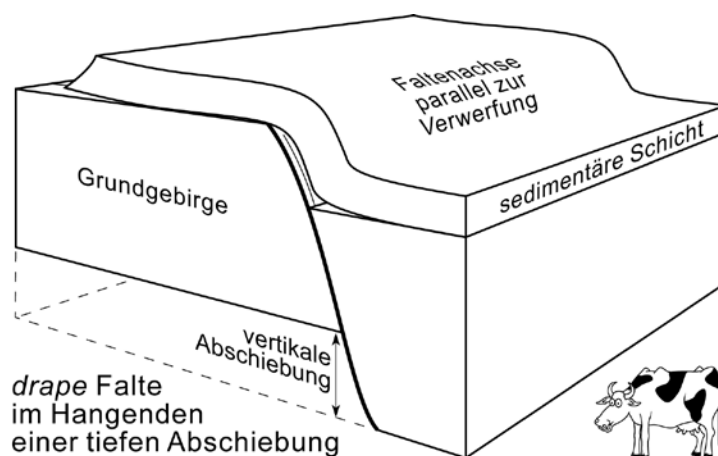 Faltenachse
parallel zur
Verwerfung
sedimentäre Schicht
Grundgebirge
vertikale
Abschiebung
drape Falte
im Hangenden
einer tiefen Abschiebung